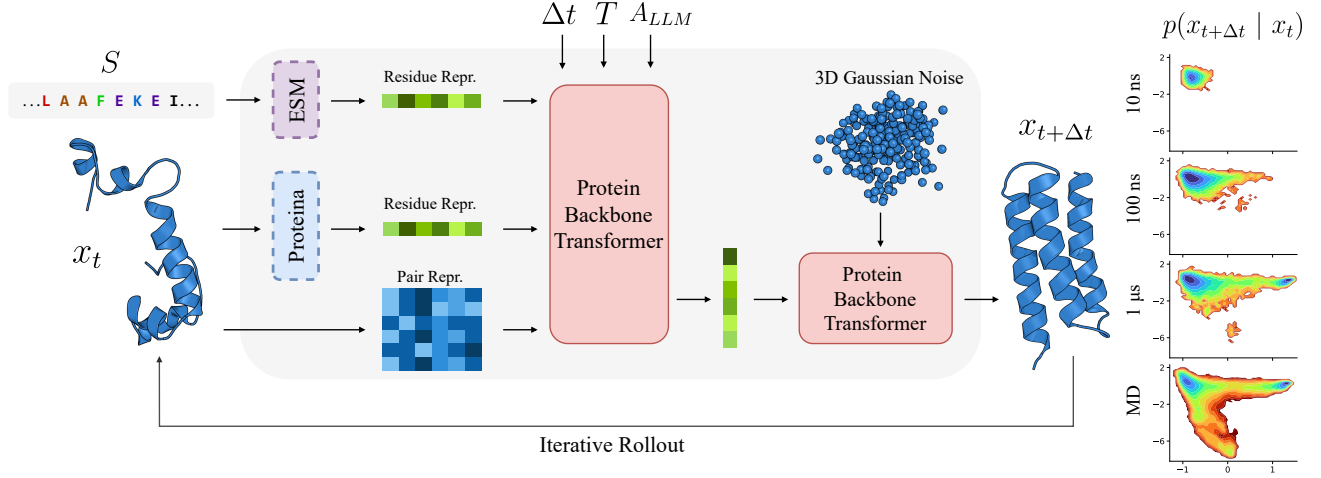 S
...L A A F E K E I...
x_t
ESM
Proteina
Residue Repr.
Residue Repr.
Pair Repr.
Δt T A_{LLM}
Protein
Backbone
Transformer
3D Gaussian Noise
Protein
Backbone
Transformer
x_{t+Δt}
Iterative Rollout
p(x_{t+Δt} | x_t)
10 ns
2
−2
−6
100 ns
2
−2
−6
1 µs
2
−2
−6
MD
2
−2
−6
−1 0 1